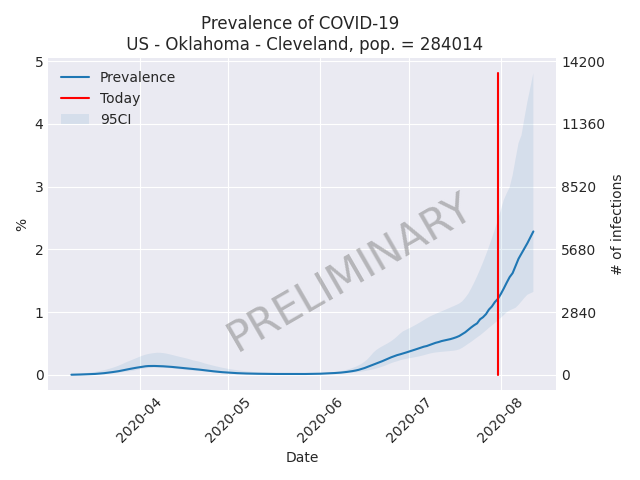 Prevalence of COVID-19
US - Oklahoma - Cleveland, pop. = 284014
Prevalence
Today
95CI
5
4
3
2
1
0
%
14200
11360
8520
5680
2840
0
# of infections
PRELIMINARY
2020-04
2020-05
2020-06
2020-07
2020-08
Date